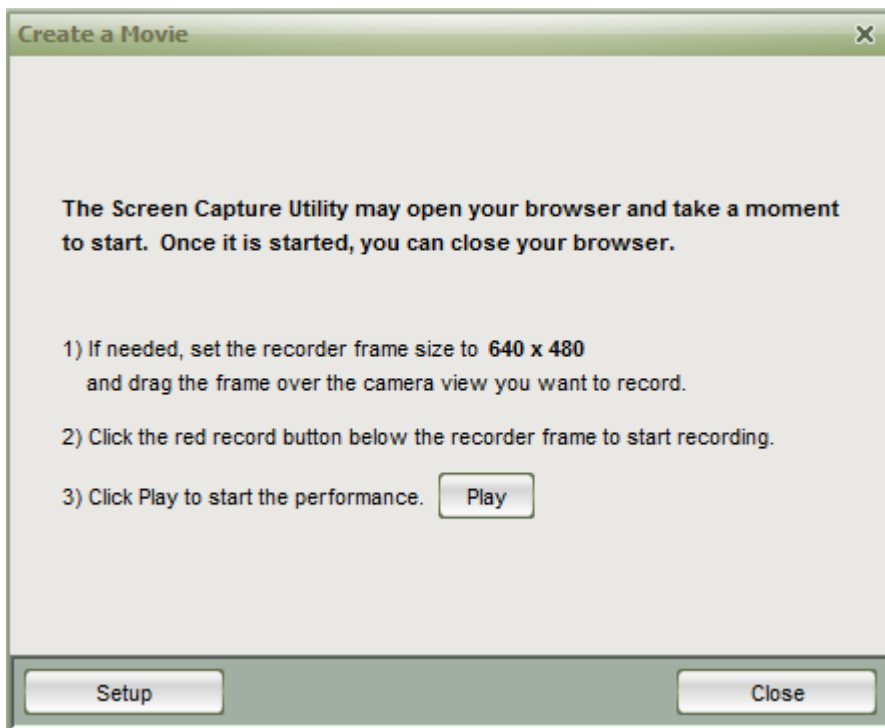 Create a Movie
The Screen Capture Utility may open your browser and take a moment
to start. Once it is started, you can close your browser.
1) If needed, set the recorder frame size to 640 x 480
and drag the frame over the camera view you want to record.
2) Click the red record button below the recorder frame to start recording.
3) Click Play to start the performance. Play
Setup Close